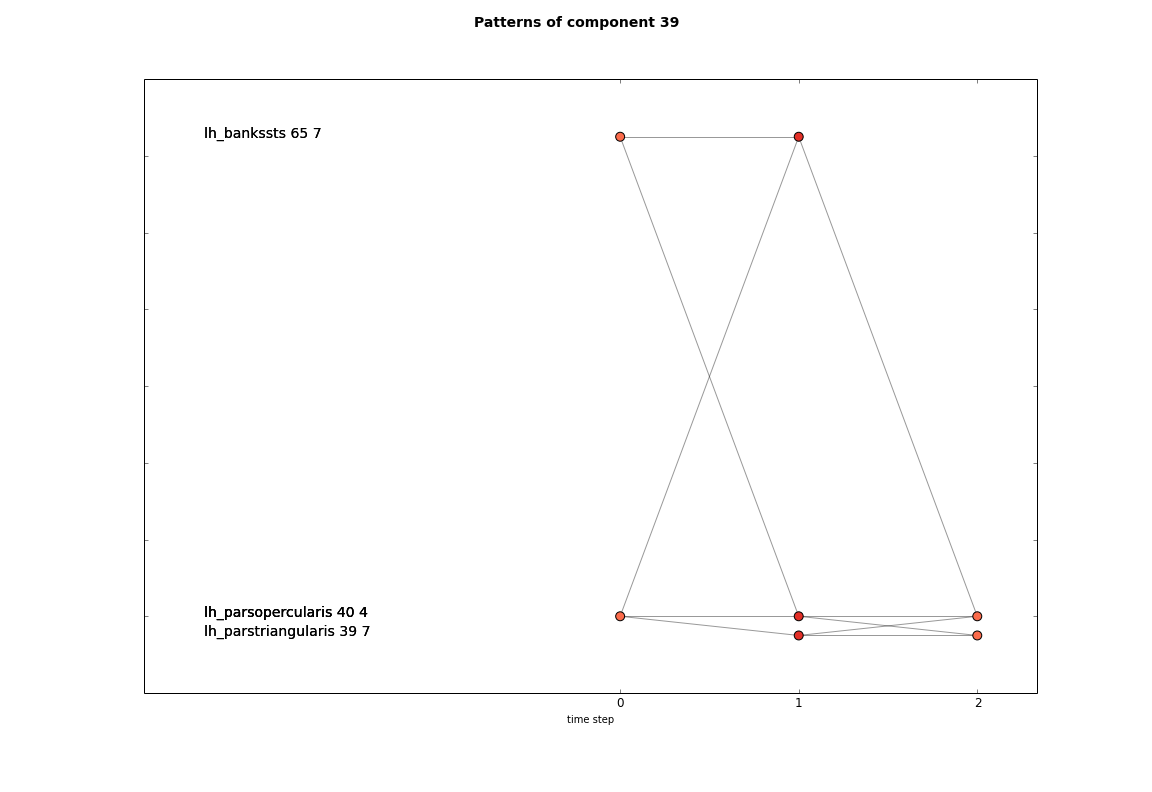 Patterns of component 39
lh_bankssts 65 7
lh_parsopercularis 40 4
lh_parstriangularis 39 7
0 1 2
time step